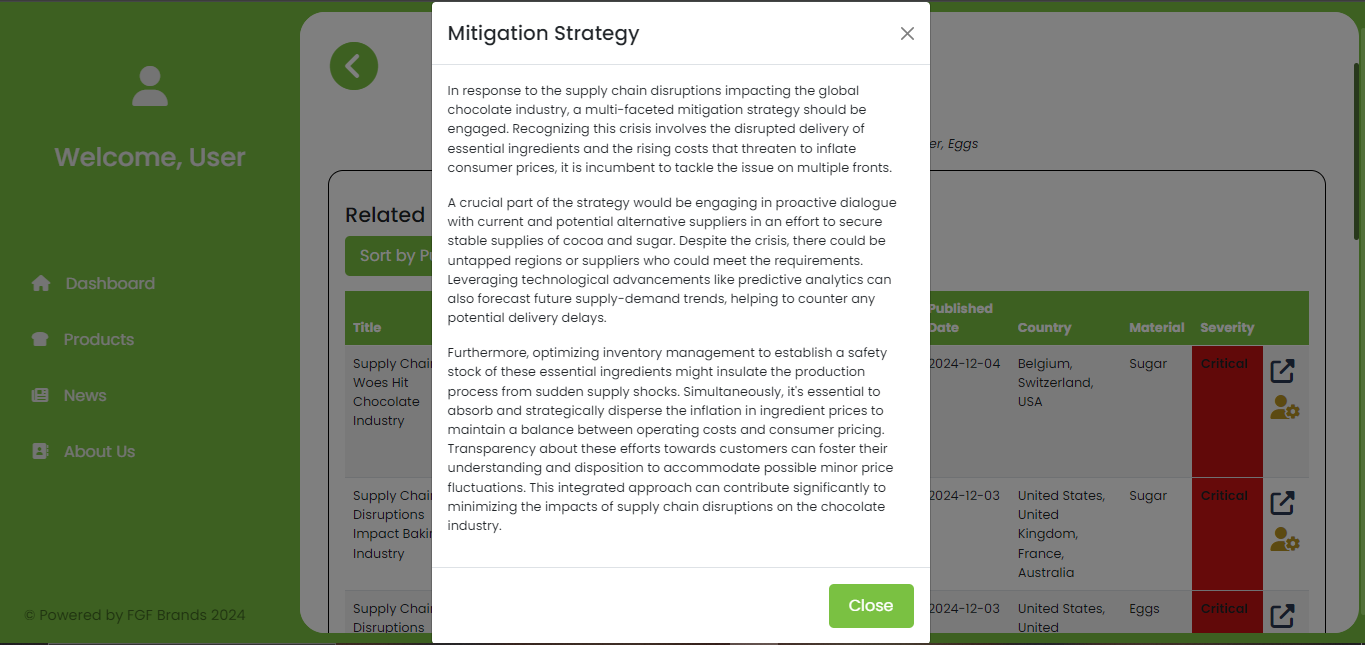 Welcome, User
Dashboard
Products
News
About Us
© Powered by FGF Brands 2024
Mitigation Strategy
In response to the supply chain disruptions impacting the global
chocolate industry, a multi-faceted mitigation strategy should be
engaged. Recognizing this crisis involves the disrupted delivery of
essential ingredients and the rising costs that threaten to inflate
consumer prices, it is incumbent to tackle the issue on multiple fronts.
A crucial part of the strategy would be engaging in proactive dialogue
with current and potential alternative suppliers in an effort to secure
stable supplies of cocoa and sugar. Despite the crisis, there could be
untapped regions or suppliers who could meet the requirements.
Leveraging technological advancements like predictive analytics can
also forecast future supply-demand trends, helping to counter any
potential delivery delays.
Furthermore, optimizing inventory management to establish a safety
stock of these essential ingredients might insulate the production
process from sudden supply shocks. Simultaneously, it's essential to
absorb and strategically disperse the inflation in ingredient prices to
maintain a balance between operating costs and consumer pricing.
Transparency about these efforts towards customers can foster their
understanding and disposition to accommodate possible minor price
fluctuations. This integrated approach can contribute significantly to
minimizing the impacts of supply chain disruptions on the chocolate
industry.
Close
Eggs
Related
Sort by
Title
Published
Date
Country
Material
Severity
Supply Chain
Woes Hit
Chocolate
Industry
2024-12-04
Belgium,
Switzerland,
USA
Sugar
Critical
Supply Chain
Disruptions
Impact Baking
Industry
2024-12-03
United States,
United
Kingdom,
France,
Australia
Sugar
Critical
Supply Chain
Disruptions
2024-12-03
United States,
United
Eggs
Critical